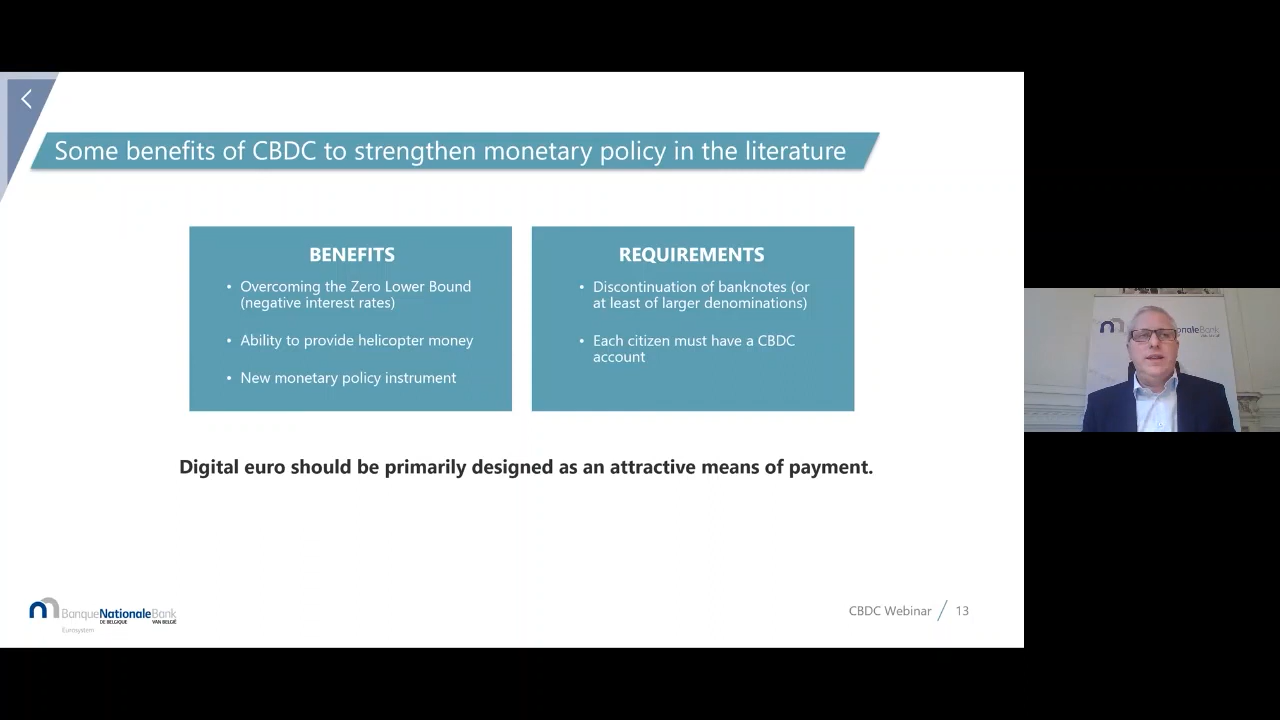 Some benefits of CBDC to strengthen monetary policy in the literature
BENEFITS
• Overcoming the Zero Lower Bound
(negative interest rates)
• Ability to provide helicopter money
• New monetary policy instrument
REQUIREMENTS
• Discontinuation of banknotes (or
at least of larger denominations)
• Each citizen must have a CBDC
account
Digital euro should be primarily designed as an attractive means of payment.
BanqueNationaleBank
DE BELGIQUE VAN BELGIË
Eurosystem
CBDC Webinar / 13
naleBank